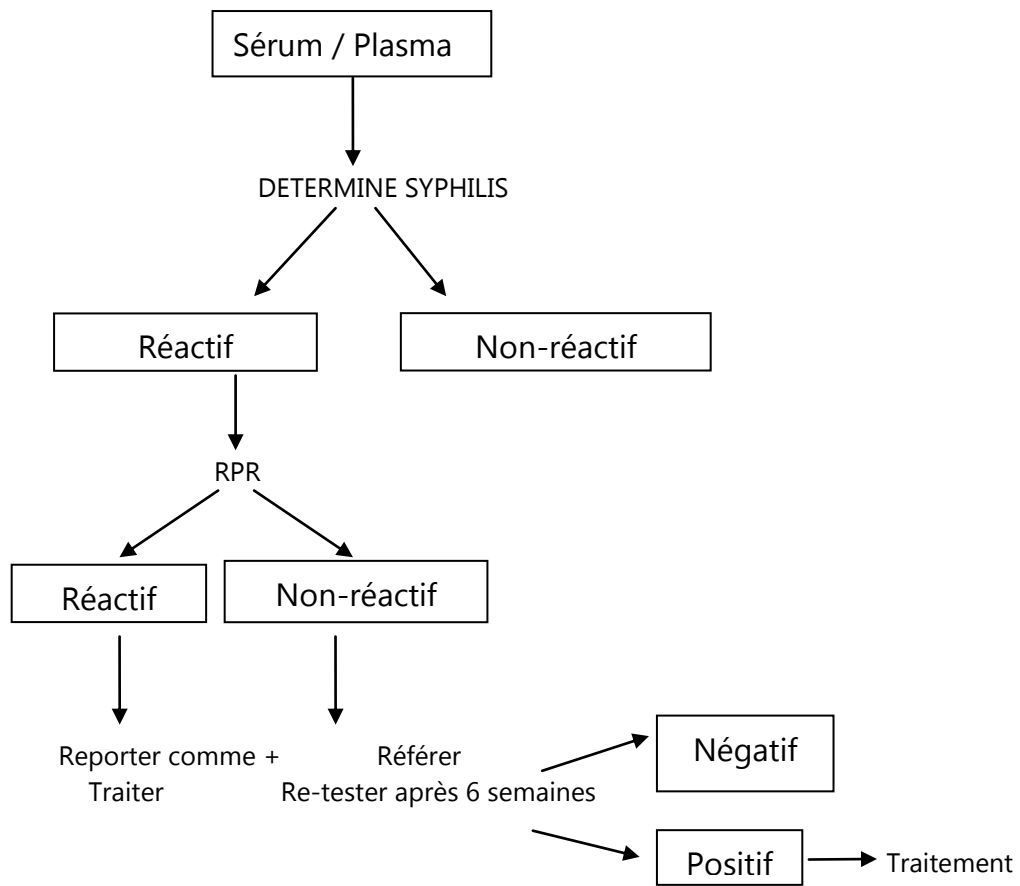 Sérum / Plasma
DETERMINE SYPHILIS
Réactif
Non-réactif
RPR
Réactif
Non-réactif
Reporter comme +
Traiter
Référer
Re-tester après 6 semaines
Négatif
Positif
Traitement